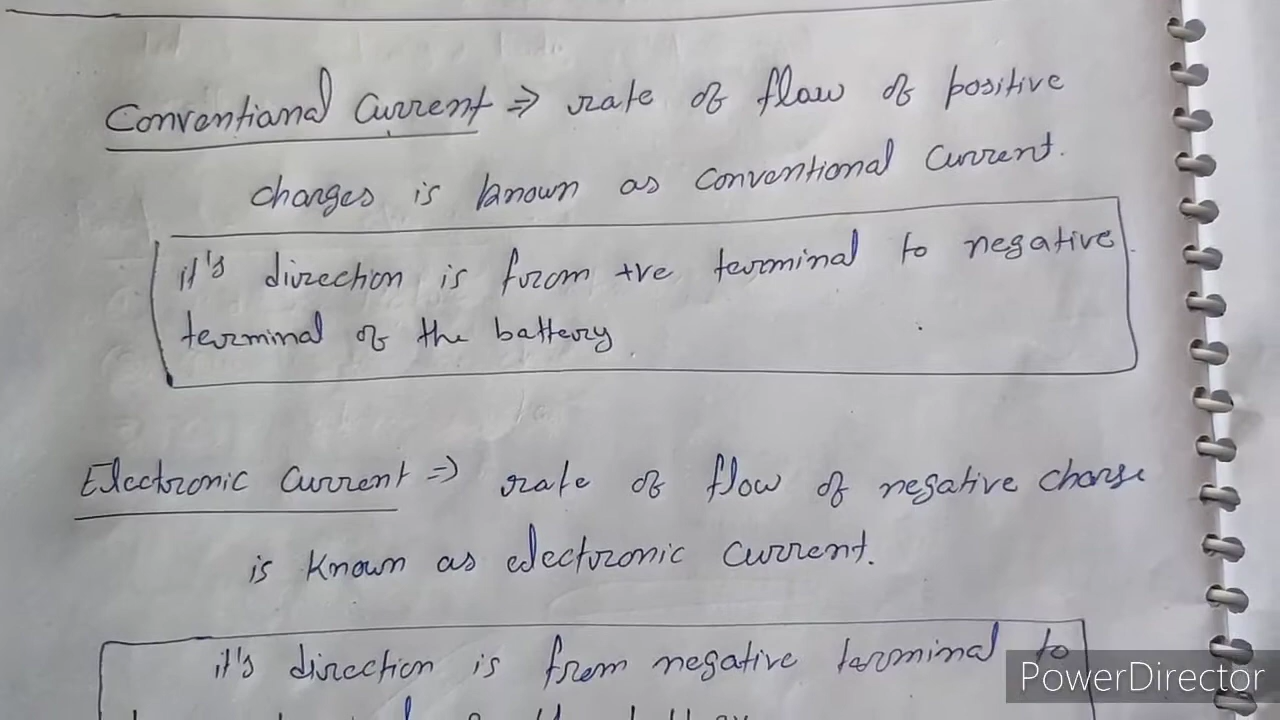 Conventional Current ⇒ rate of flow of positive
charges is known as conventional Current.
it's direction is from +ve terminal to negative
terminal of the battery
Electronic Current ⇒ rate of flow of negative charge
is known as electronic current.
it's direction is from negative terminal to
PowerDirector